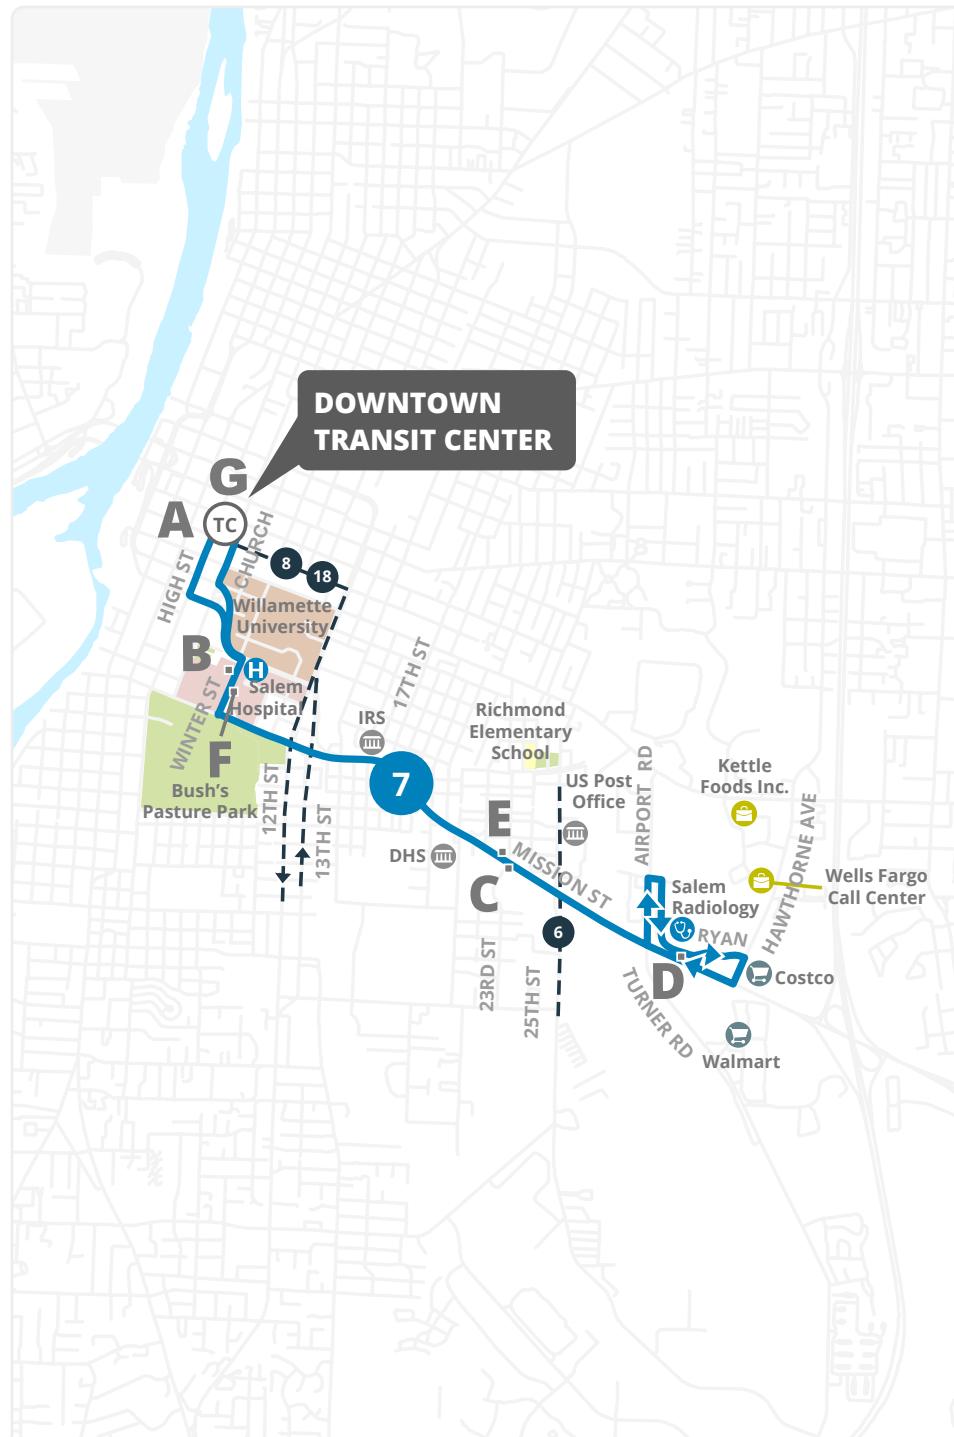 DOWNTOWN
TRANSIT CENTER
G
A
TC
CHURCH
HIGH ST
8
18
Willamette
University
B
H
Salem
Hospital
WINTER ST
F
Bush's
Pasture Park
12TH ST
13TH ST
17TH ST
IRS
7
Richmond
Elementary
School
US Post
Office
AIRPORT RD
Kettle
Foods Inc.
HAWTHORNE AVE
E
DHS
C
MISSION ST
Salem
Radiology
Wells Fargo
Call Center
6
RYAN
23RD ST
25TH ST
D
TURNER RD
Costco
Walmart